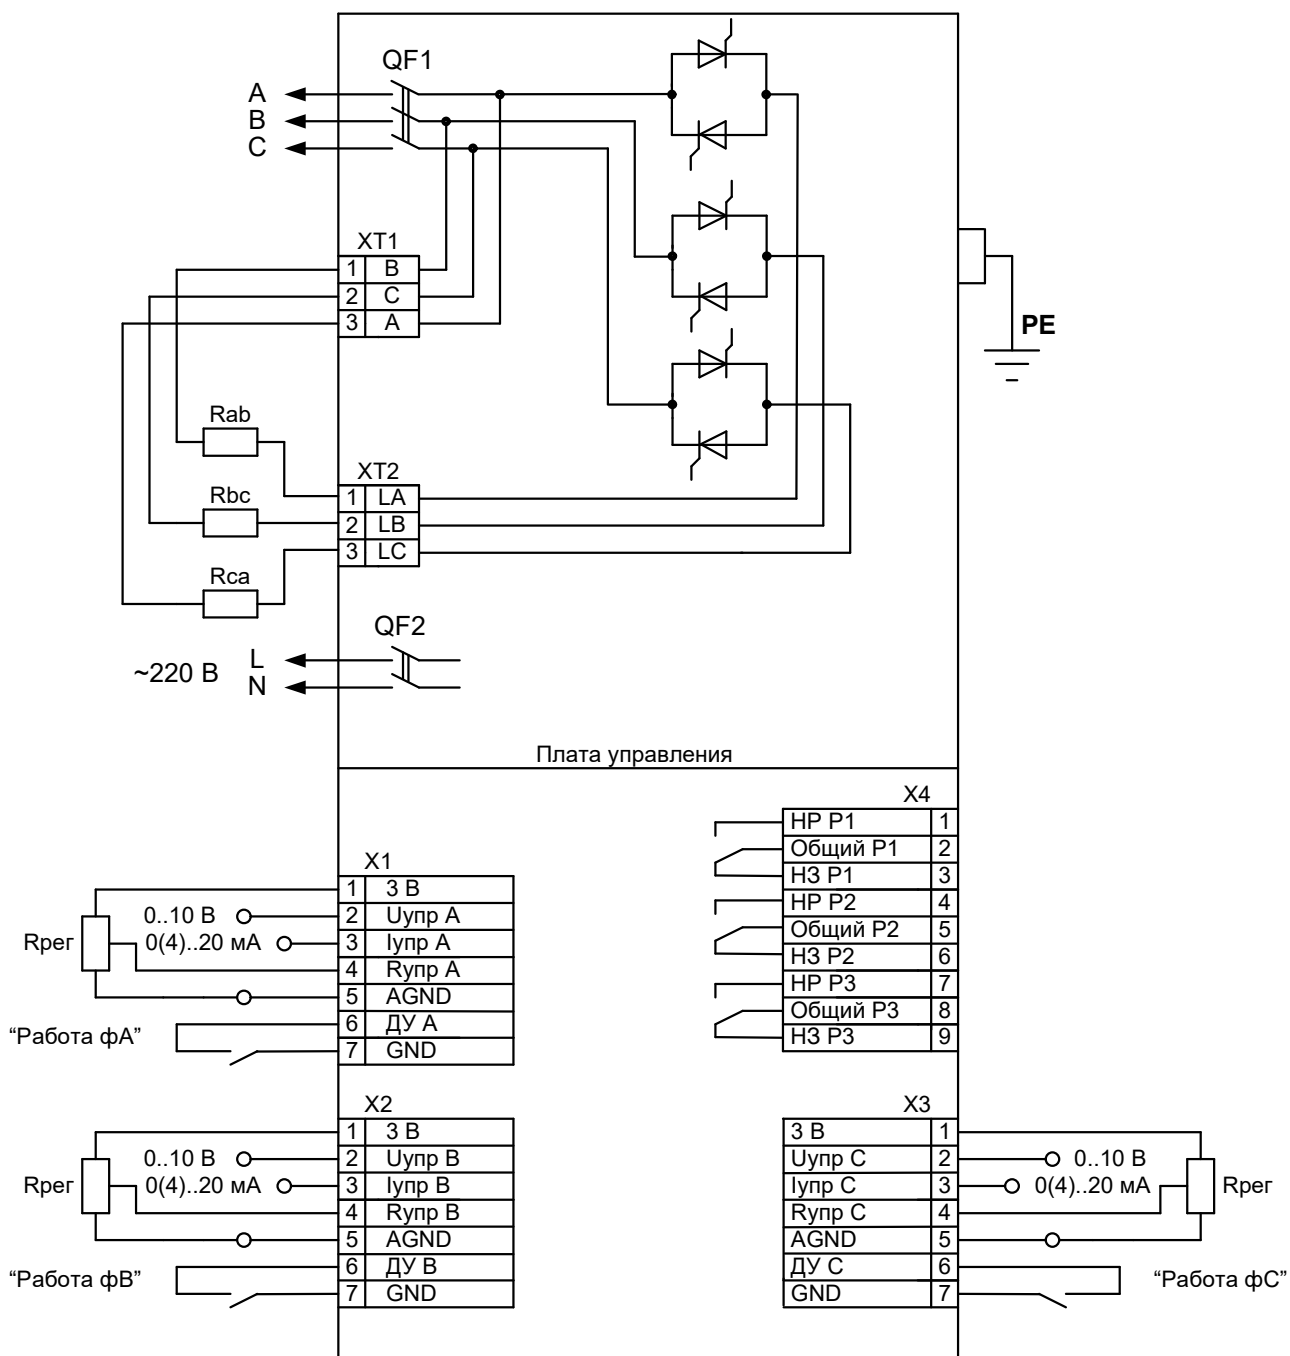 QF1
A
B
C
XT1
1 B
2 C
3 A
PE
Rab
XT2
Rbc
1 LA
2 LB
3 LC
Rca
QF2
~220 В
L
N
Плата управления
X4
НР Р1 1
Общий Р1 2
НЗ Р1 3
НР Р2 4
Общий Р2 5
НЗ Р2 6
НР Р3 7
Общий Р3 8
НЗ Р3 9
X1
1 3 В
0..10 В 2 Uупр А
Rрег 0(4)..20 мА 3 Iупр А
4 Rупр А
5 AGND
6 ДУ А
“Работа фА”
7 GND
X2
1 3 В
0..10 В 2 Uупр В
Rрег 0(4)..20 мА 3 Iупр В
4 Rупр В
5 AGND
6 ДУ В
“Работа фВ”
7 GND
X3
3 В 1
Uупр С 2 0..10 В
Iупр С 3 0(4)..20 мА Rрег
Rупр С 4
AGND 5
ДУ С 6
“Работа фС”
GND 7